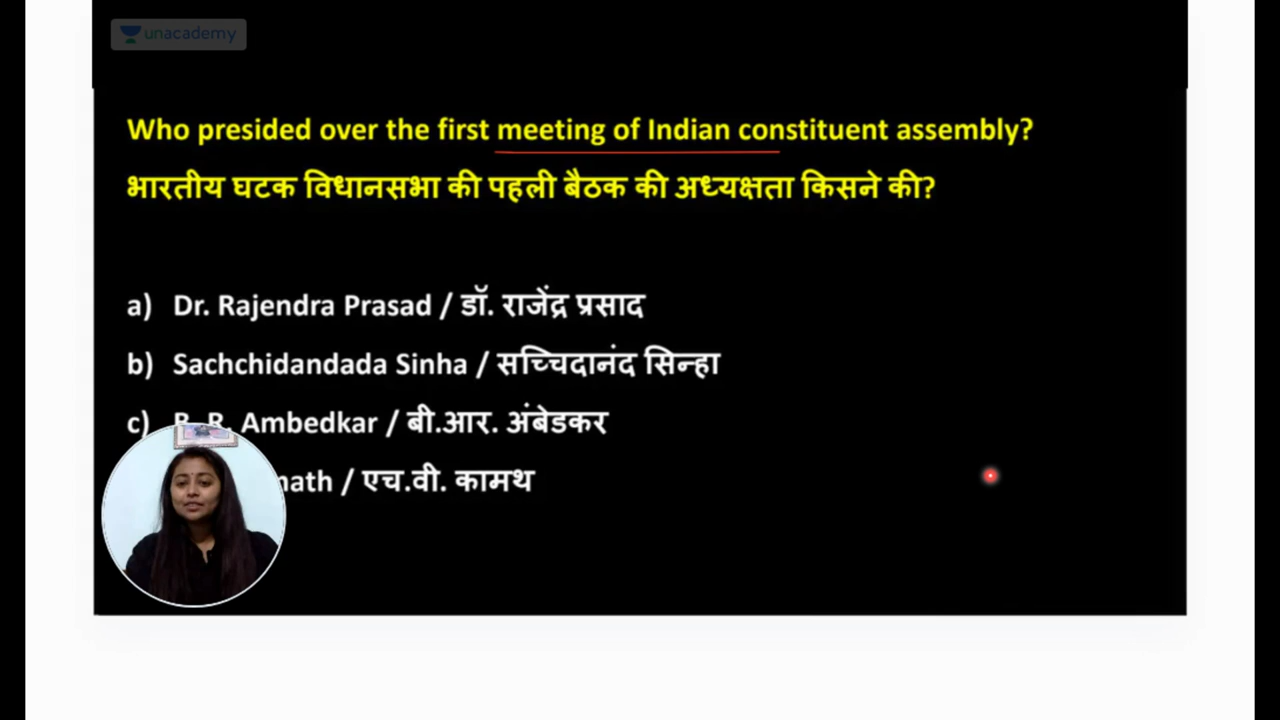 unacademy
Who presided over the first meeting of Indian constituent assembly?
भारतीय घटक विधानसभा की पहली बैठक की अध्यक्षता किसने की?
a) Dr. Rajendra Prasad / डॉ. राजेंद्र प्रसाद
b) Sachchidandada Sinha / सच्चिदानंद सिन्हा
c) B. R. Ambedkar / बी.आर. अंबेडकर
/ एच.वी. कामथ